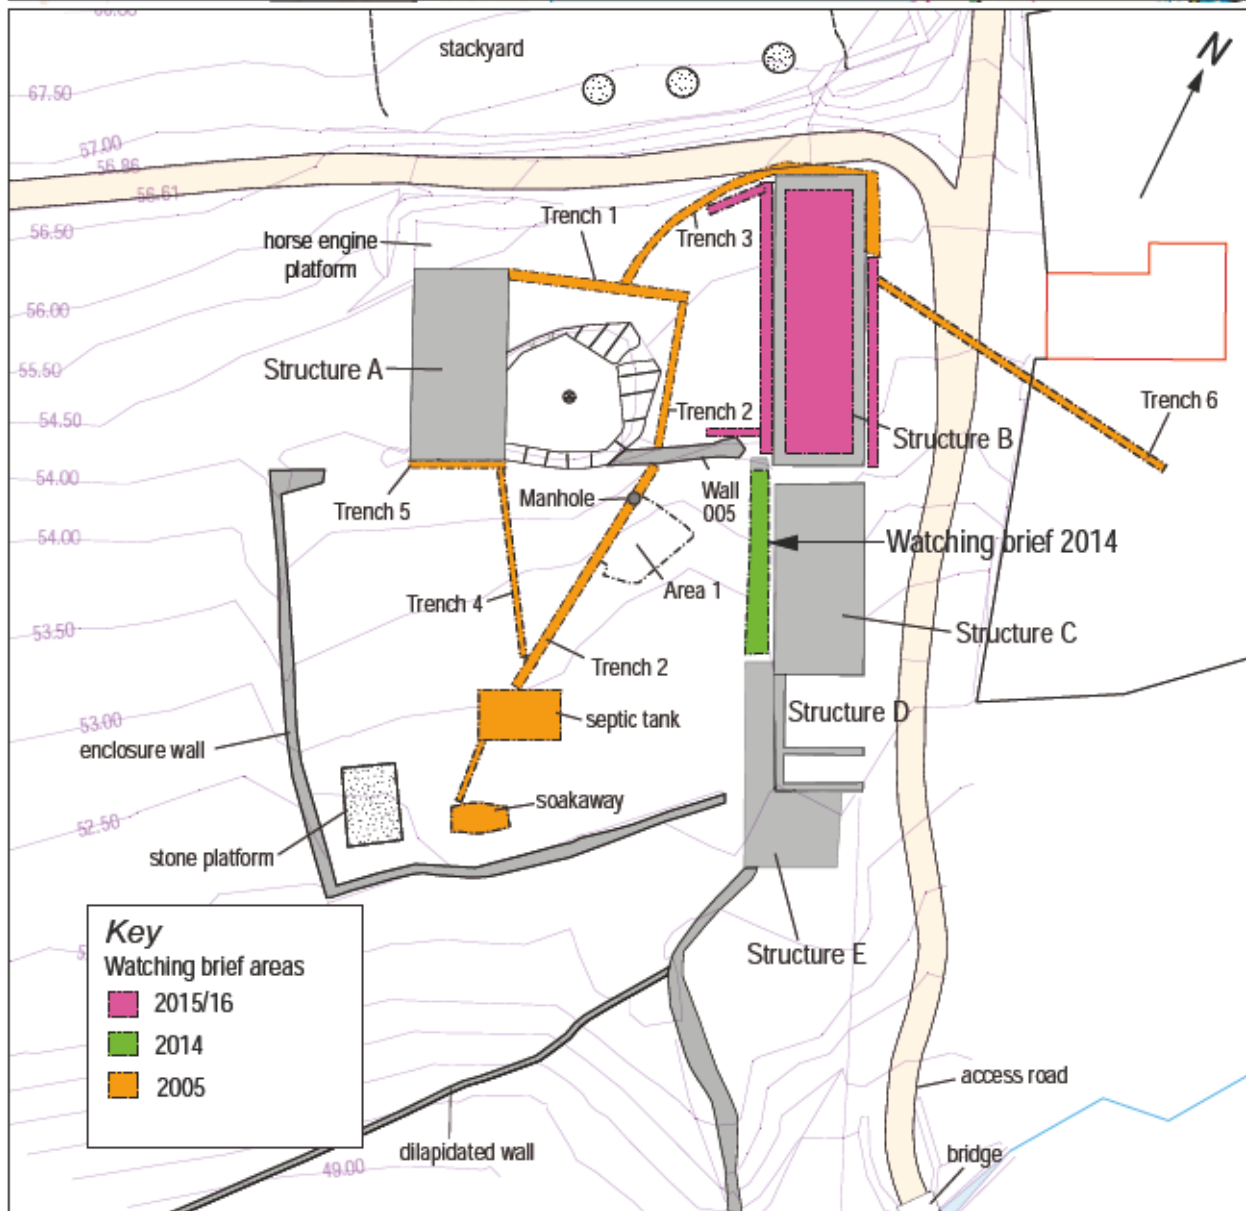 stackyard
N
67.50
57.00
56.86
56.61
56.50
Trench 1
Trench 3
horse engine
platform
56.00
55.50
Structure A
54.50
Trench 2
Trench 6
Structure B
54.00
Trench 5
Manhole
Wall
005
54.00
Watching brief 2014
Area 1
Trench 4
53.50
Structure C
Trench 2
53.00
septic tank
Structure D
enclosure wall
soakaway
52.50
stone platform
Key
Watching brief areas
2015/16
2014
2005
Structure E
access road
dilapidated wall
bridge
49.00